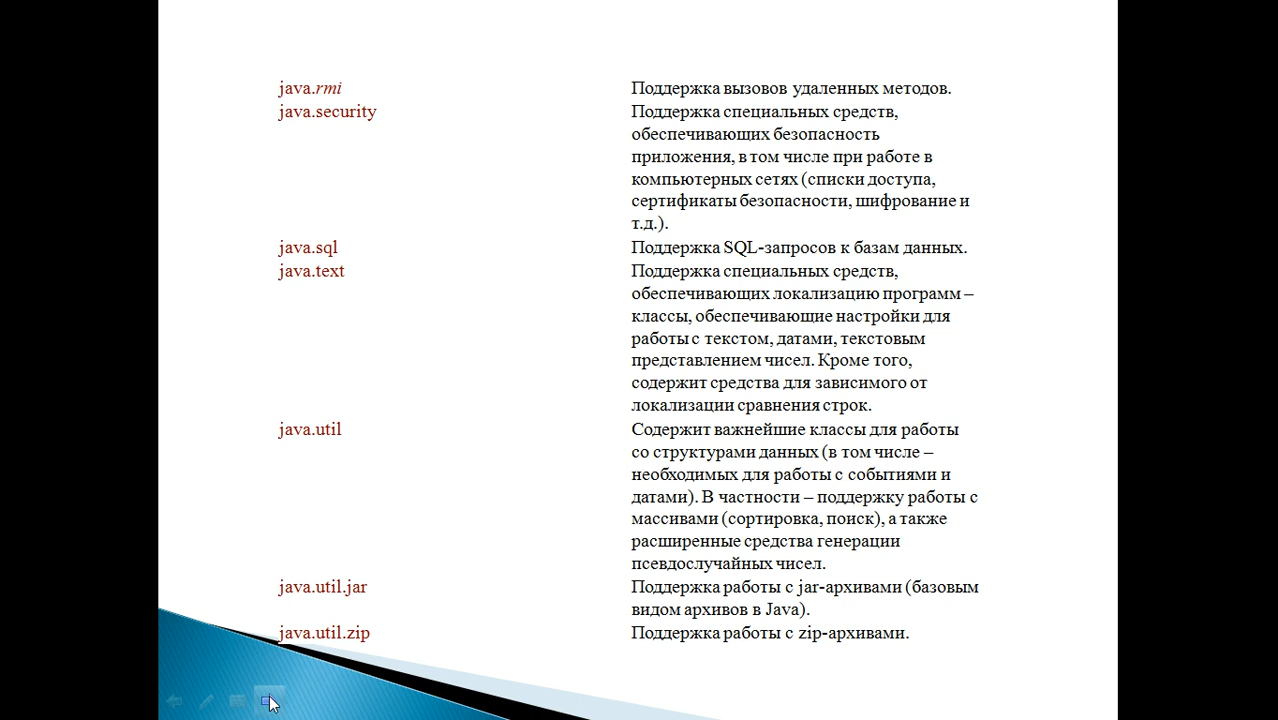 java.rmi Поддержка вызовов удаленных методов.
java.security Поддержка специальных средств,
обеспечивающих безопасность
приложения, в том числе при работе в
компьютерных сетях (списки доступа,
сертификаты безопасности, шифрование и
т.д.).
java.sql Поддержка SQL-запросов к базам данных.
java.text Поддержка специальных средств,
обеспечивающих локализацию программ –
классы, обеспечивающие настройки для
работы с текстом, датами, текстовым
представлением чисел. Кроме того,
содержит средства для зависимого от
локализации сравнения строк.
java.util Содержит важнейшие классы для работы
со структурами данных (в том числе –
необходимых для работы с событиями и
датами). В частности – поддержку работы с
массивами (сортировка, поиск), а также
расширенные средства генерации
псевдослучайных чисел.
java.util.jar Поддержка работы с jar-архивами (базовым
видом архивов в Java).
java.util.zip Поддержка работы с zip-архивами.